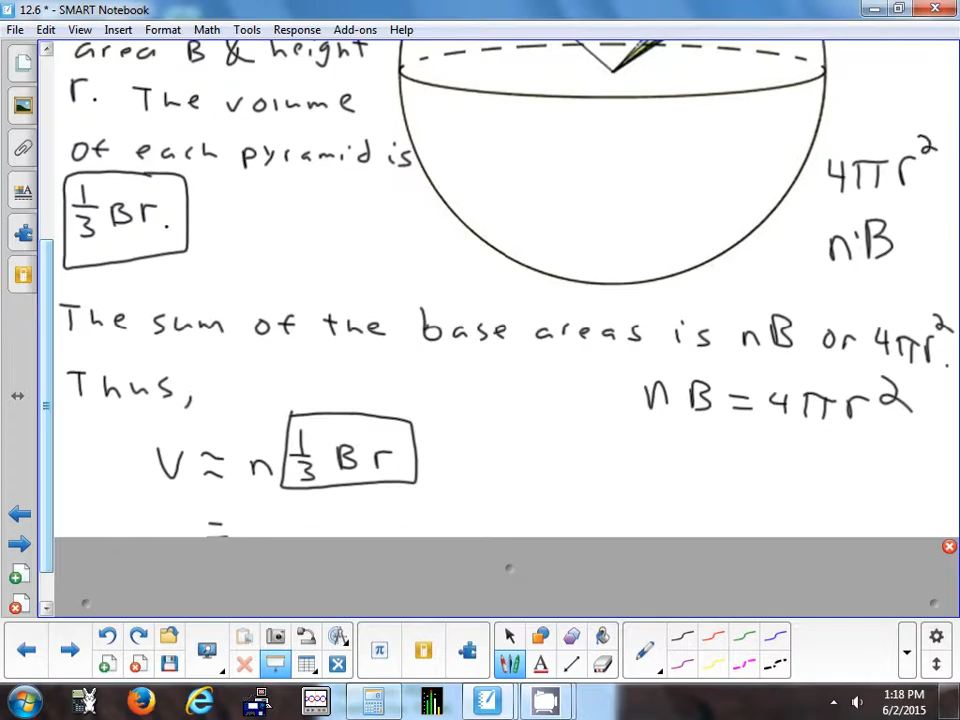 12.6 * - SMART Notebook
File Edit View Insert Format Math Tools Response Add-ons Help
area B & height
r. The volume
of each pyramid is
1/3 Br.
4πr²
n·B
The sum of the base areas is nB or 4πr².
Thus,
nB = 4πr²
V ≈ n 1/3 B r
=
1:18 PM
6/2/2015